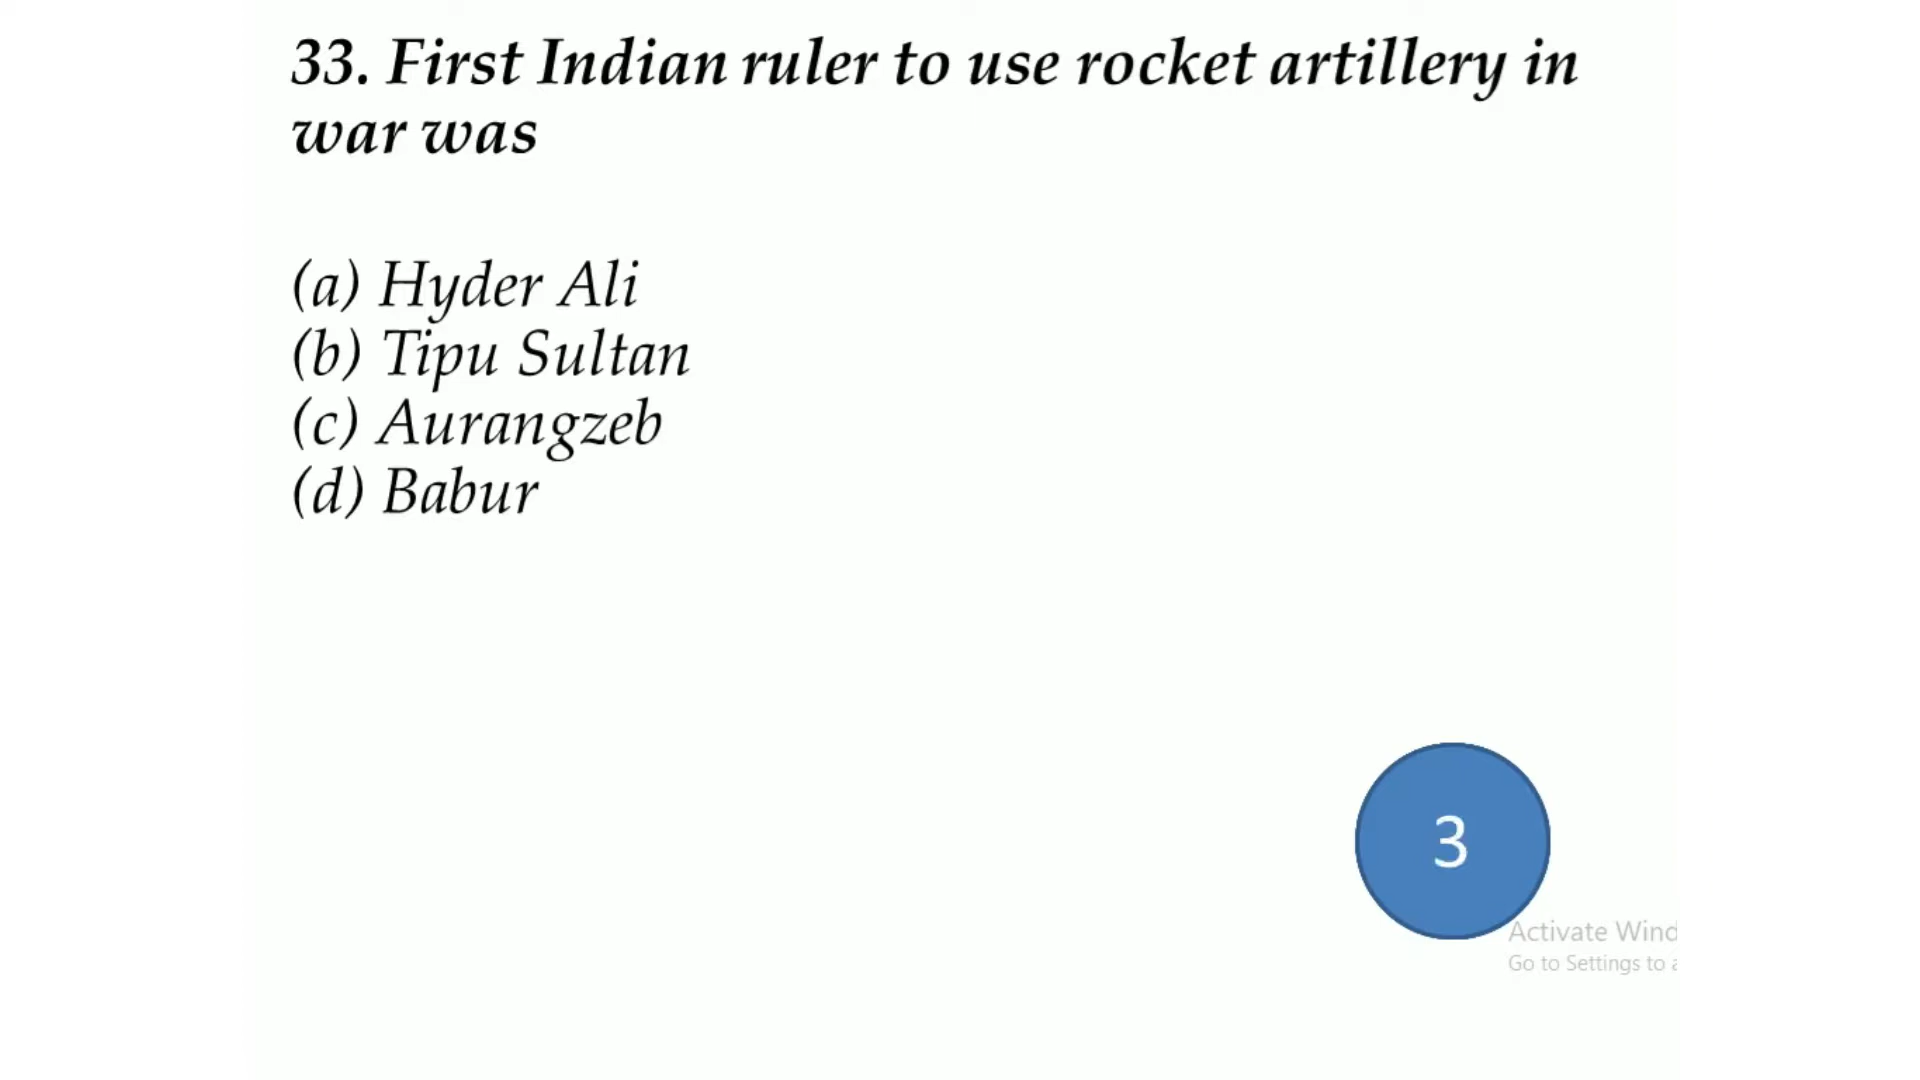 33. First Indian ruler to use rocket artillery in
war was
(a) Hyder Ali
(b) Tipu Sultan
(c) Aurangzeb
(d) Babur
3
Activate Wind
Go to Settings to a